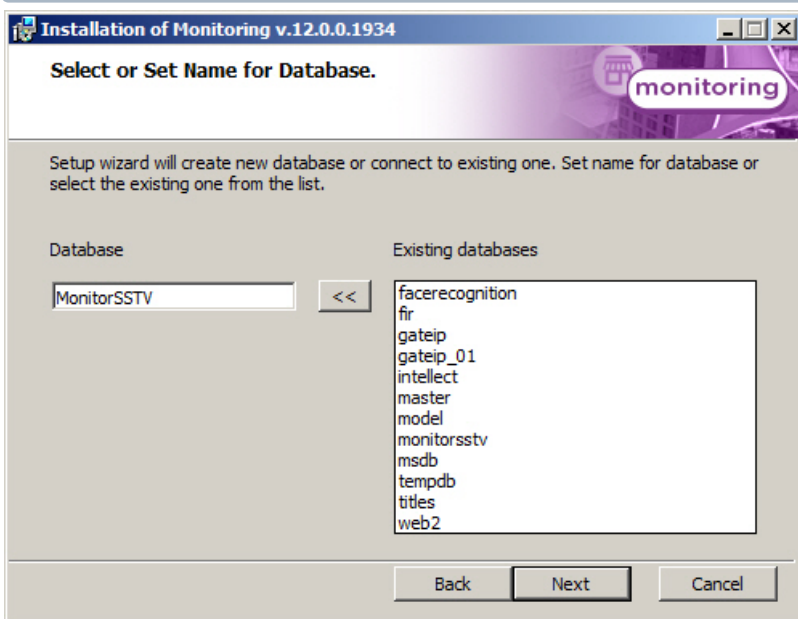 Installation of Monitoring v.12.0.0.1934
Select or Set Name for Database.
monitoring
Setup wizard will create new database or connect to existing one. Set name for database or
select the existing one from the list.
Database
Existing databases
MonitorSSTV
<<
facerecognition
fir
gateip
gateip_01
intellect
master
model
monitorsstv
msdb
tempdb
titles
web2
Back
Next
Cancel